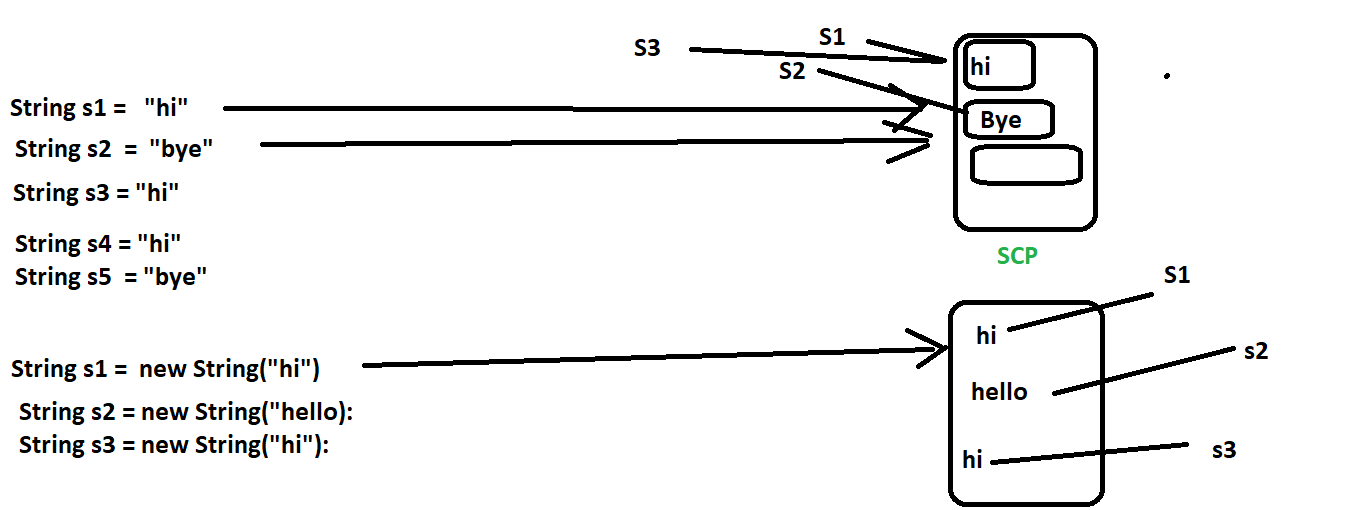 S3
S1
S2
hi
String s1 = "hi"
Bye
String s2 = "bye"
String s3 = "hi"
String s4 = "hi"
String s5 = "bye"
SCP
S1
hi
s2
String s1 = new String("hi")
hello
String s2 = new String("hello):
String s3 = new String("hi"):
hi
s3